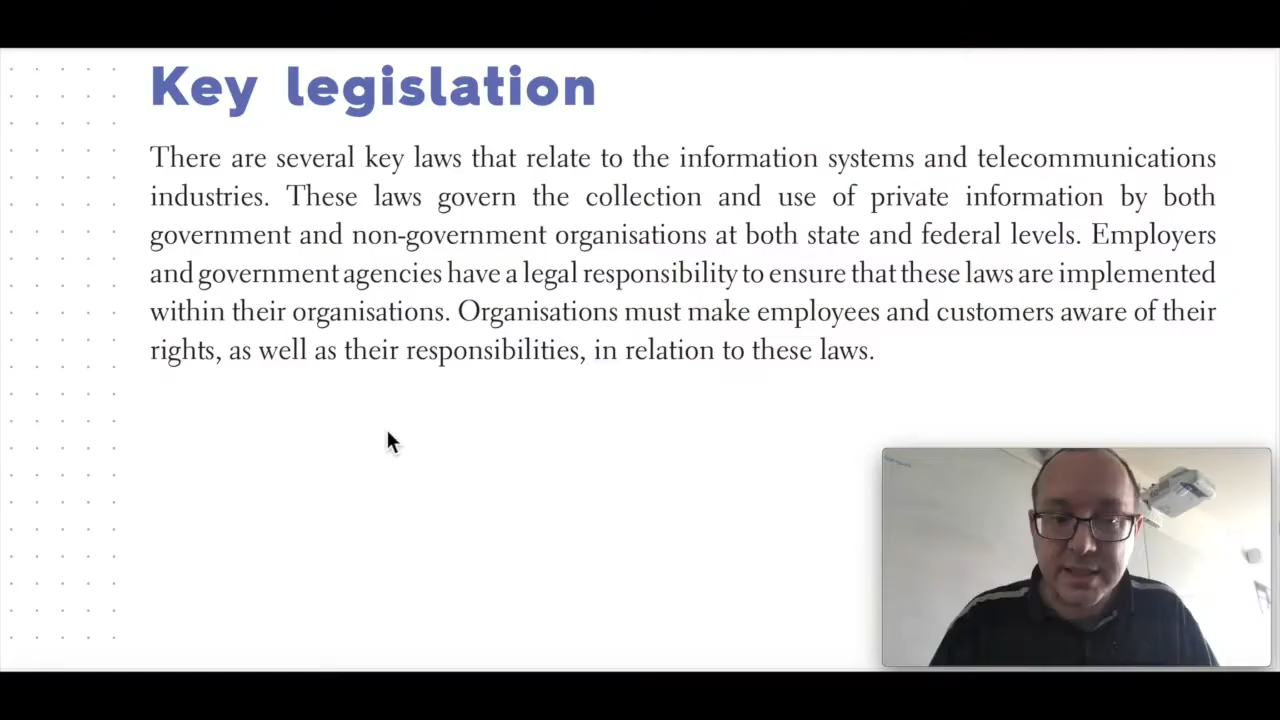 Key legislation
There are several key laws that relate to the information systems and telecommunications
industries. These laws govern the collection and use of private information by both
government and non-government organisations at both state and federal levels. Employers
and government agencies have a legal responsibility to ensure that these laws are implemented
within their organisations. Organisations must make employees and customers aware of their
rights, as well as their responsibilities, in relation to these laws.